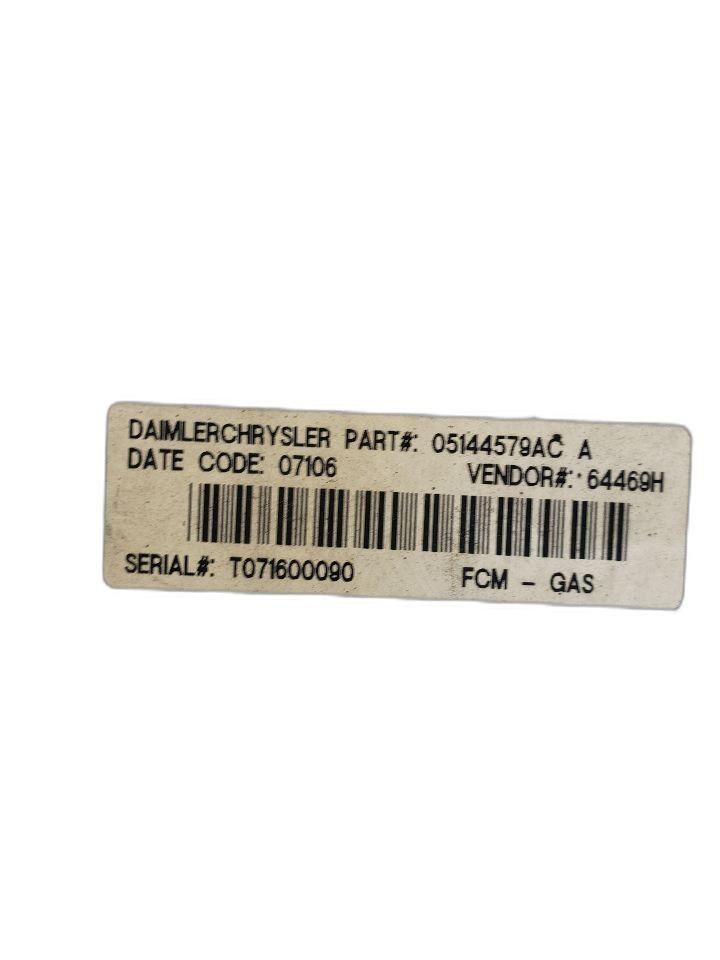 DAIMLERCHRYSLER PART#: 05144579AC A
DATE CODE: 07106 VENDOR#: 64469H
SERIAL#: T071600090 FCM - GAS